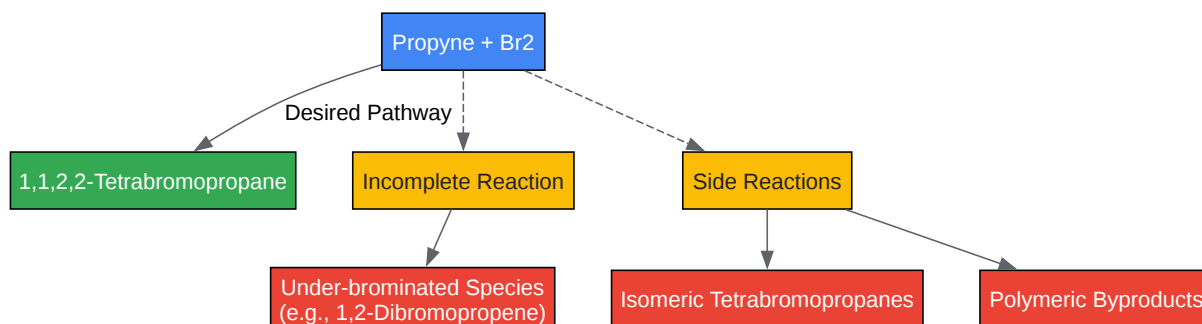 Propyne + Br2
Desired Pathway
1,1,2,2-Tetrabromopropane
Incomplete Reaction
Side Reactions
Under-brominated Species
(e.g., 1,2-Dibromopropene)
Isomeric Tetrabromopropanes
Polymeric Byproducts